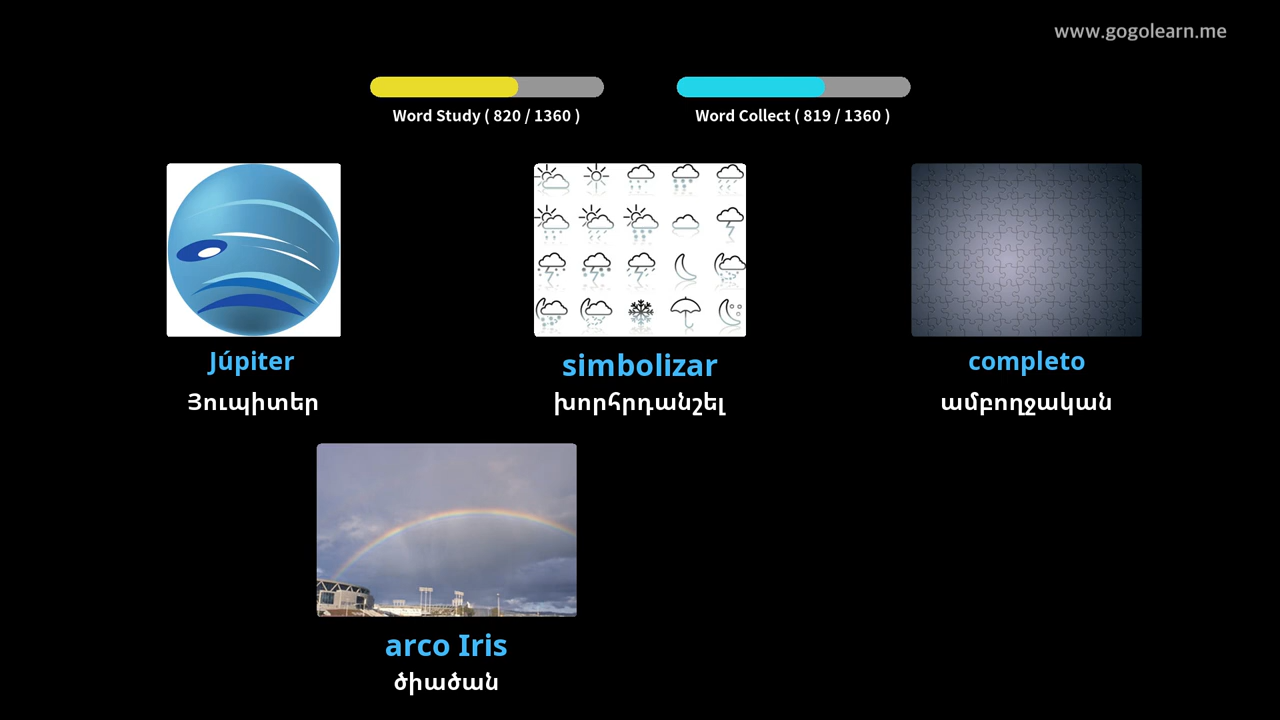 www.gogolearn.me
Word Study ( 820 / 1360 )
Word Collect ( 819 / 1360 )
Júpiter
Յուպիտեր
simbolizar
խորհրդանշել
completo
ամբողջական
arco Iris
ծիածան